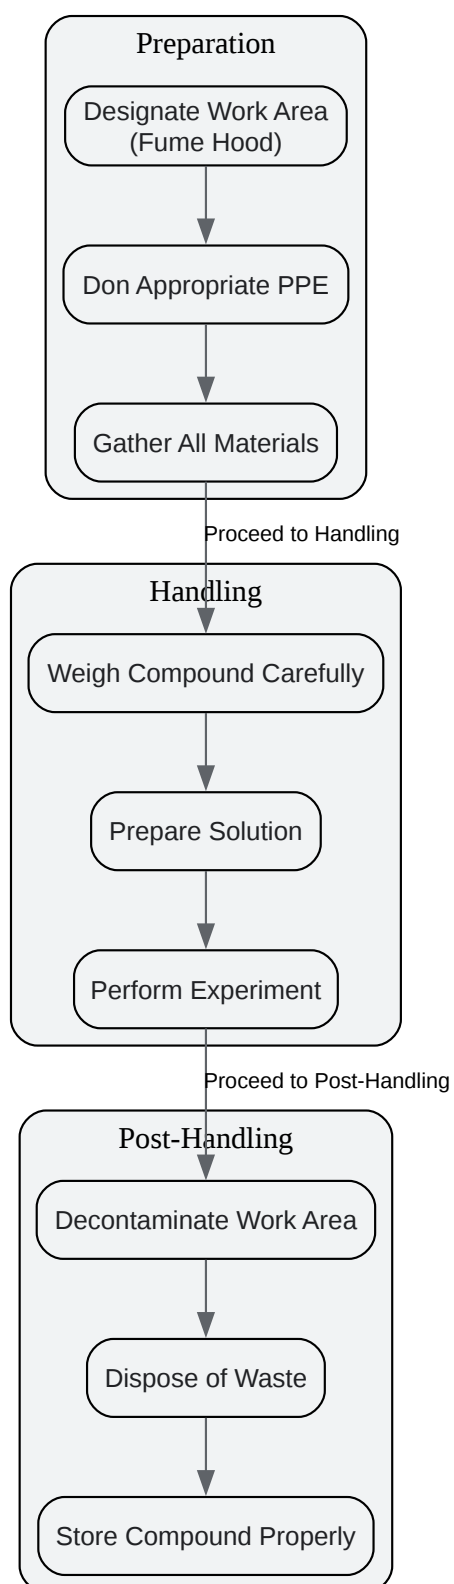 Preparation
Designate Work Area
(Fume Hood)
Don Appropriate PPE
Gather All Materials
Proceed to Handling
Handling
Weigh Compound Carefully
Prepare Solution
Perform Experiment
Proceed to Post-Handling
Post-Handling
Decontaminate Work Area
Dispose of Waste
Store Compound Properly